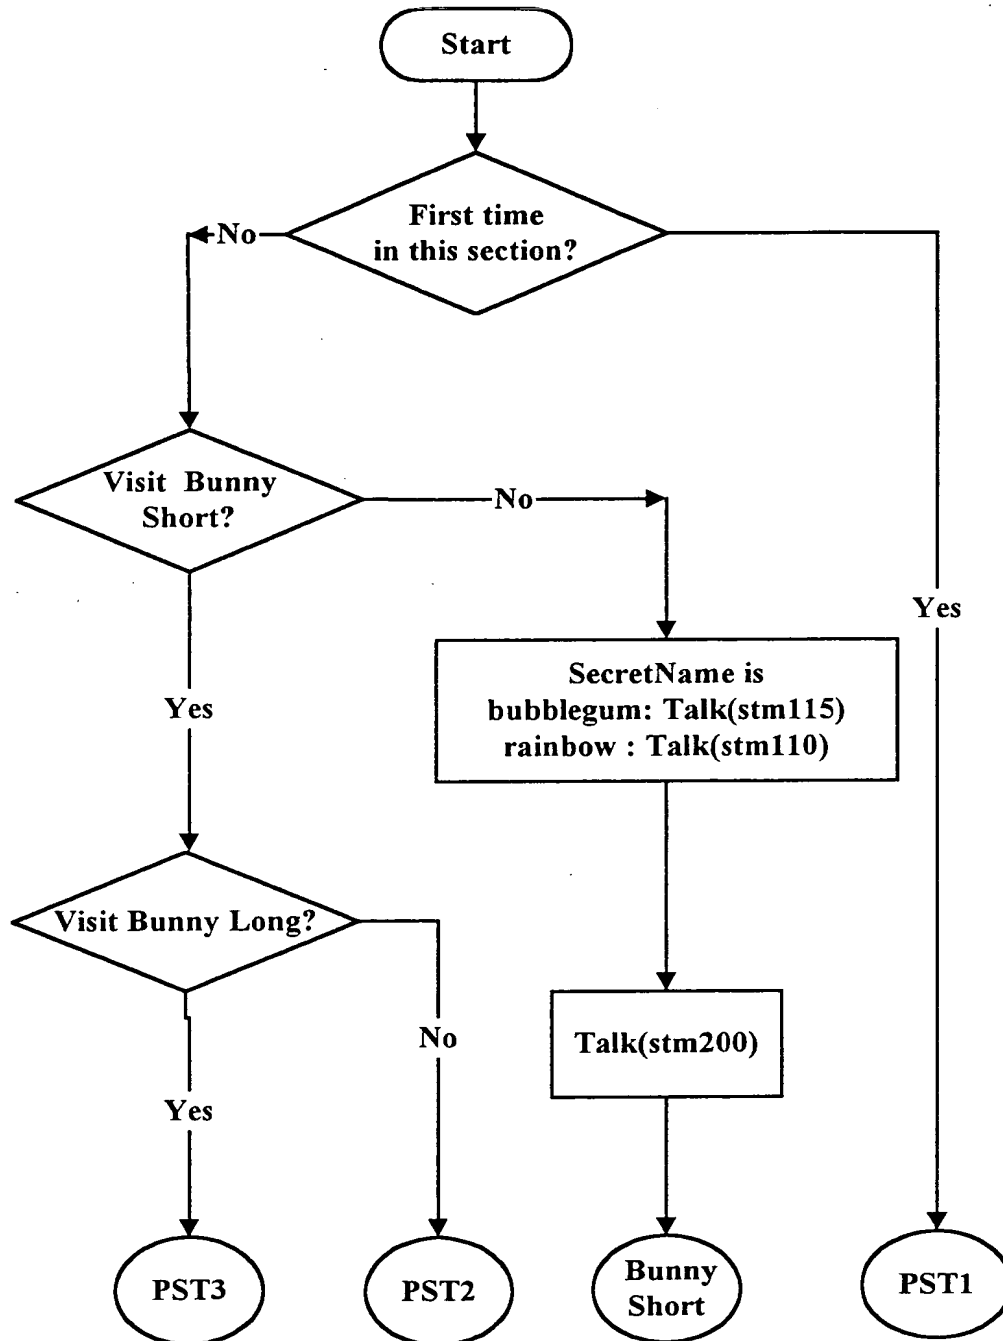 Start
First time
in this section?
No
Visit Bunny
Short?
No
Yes
SecretName is
bubblegum: Talk(stm115)
rainbow : Talk(stm110)
Yes
Visit Bunny Long?
Talk(stm200)
No
Yes
PST3
PST2
Bunny
Short
PST1